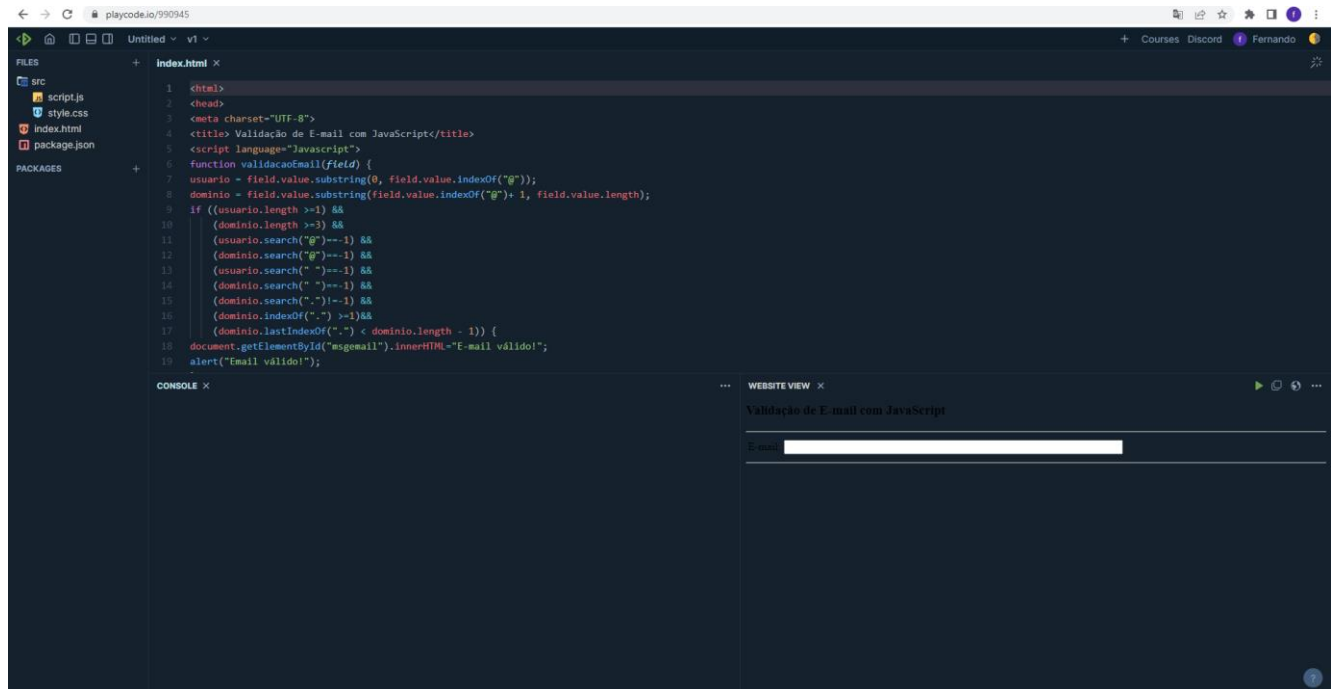 playcode.io/990945
Untitled v1
+ Courses Discord f Fernando
FILES +
src
JS script.js
style.css
index.html
package.json
PACKAGES +
index.html ×
1 <html>
2 <head>
3 <meta charset="UTF-8">
4 <title> Validação de E-mail com JavaScript</title>
5 <script language="Javascript">
6 function validacaoEmail(field) {
7 usuario = field.value.substring(0, field.value.indexOf("@"));
8 dominio = field.value.substring(field.value.indexOf("@")+ 1, field.value.length);
9 if ((usuario.length >=1) &&
10 (dominio.length >=3) &&
11 (usuario.search("@")==-1) &&
12 (dominio.search("@")==-1) &&
13 (usuario.search(" ")==-1) &&
14 (dominio.search(" ")==-1) &&
15 (dominio.search(".")!=-1) &&
16 (dominio.indexOf(".") >=1)&&
17 (dominio.lastIndexOf(".") < dominio.length - 1)) {
18 document.getElementById("msgemail").innerHTML="E-mail válido!";
19 alert("Email válido!");
CONSOLE × ...
WEBSITE VIEW × ...
Validação de E-mail com JavaScript
E-mail:
?